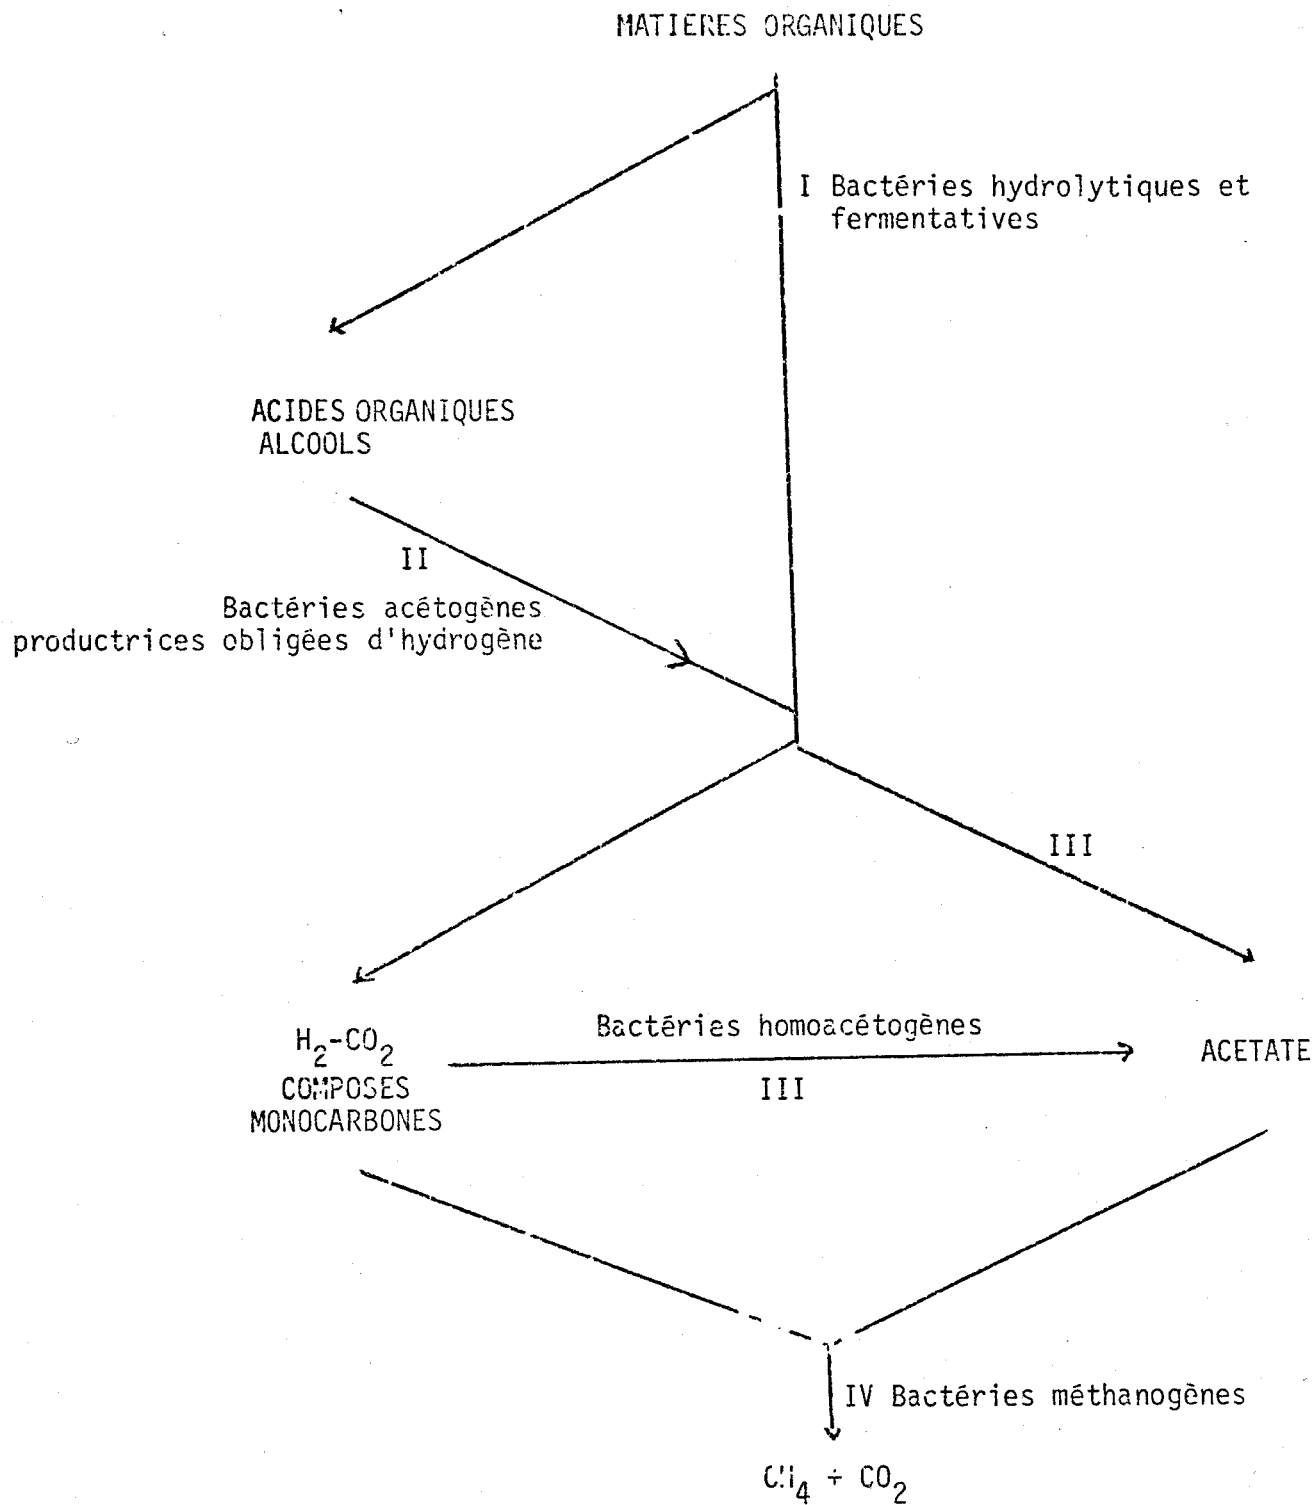 MATIERES ORGANIQUES
I Bactéries hydrolytiques et
fermentatives
ACIDES ORGANIQUES
ALCOOLS
II
Bactéries acétogènes
productrices obligées d'hydrogène
III
Bactéries homoacétogènes
H2-CO2
COMPOSES
MONOCARBONES
III
ACETATE
IV Bactéries méthanogènes
CH4 + CO2